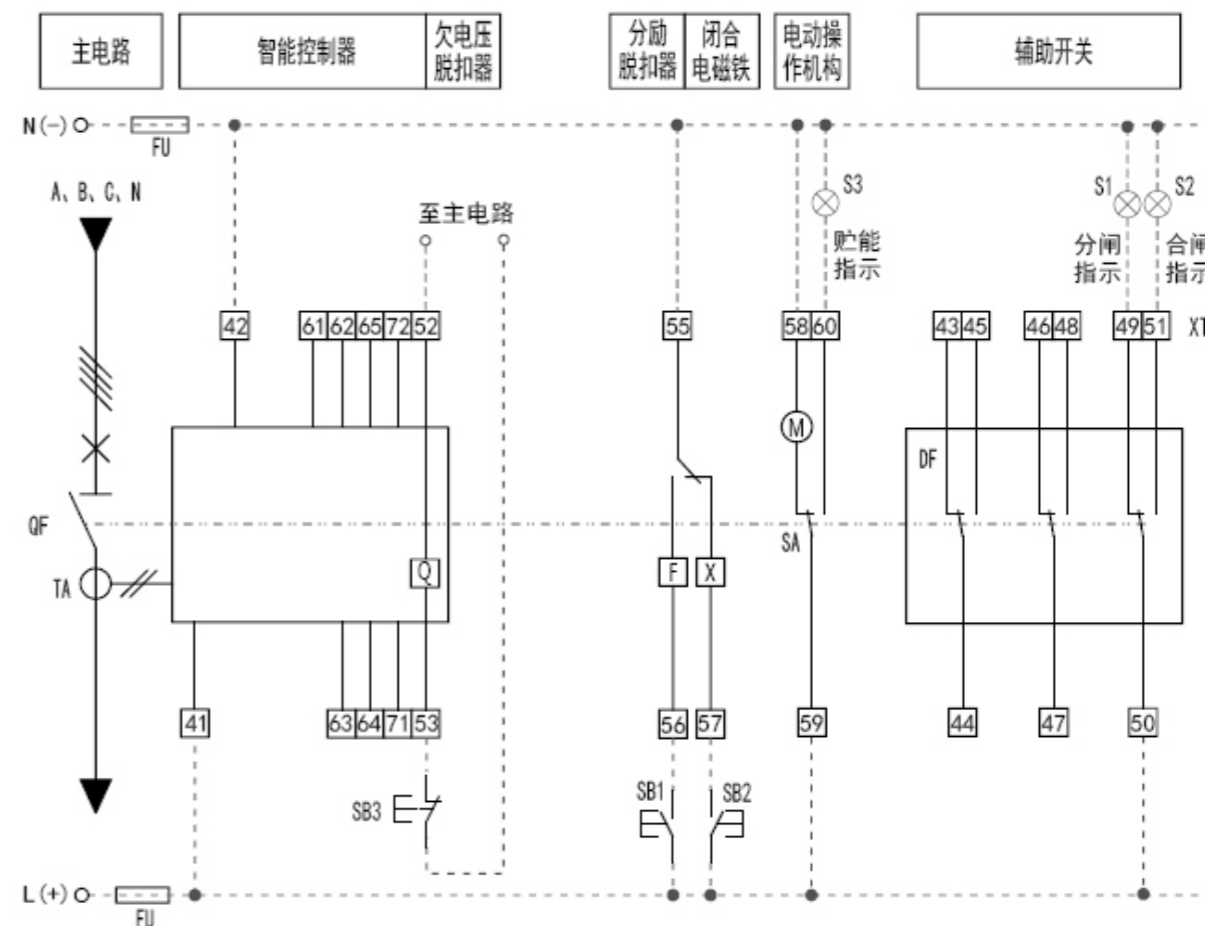 主电路
智能控制器
欠电压
脱扣器
分励
脱扣器
闭合
电磁铁
电动操
作机构
辅助开关
N(-)
FU
A、B、C、N
至主电路
S3
贮能
指示
S1
S2
分闸
指示
合闸
指示
42
61
62
65
72
52
55
58
60
43
45
46
48
49
51
XT
M
DF
QF
SA
TA
Q
F
X
41
63
64
71
53
56
57
59
44
47
50
SB3
SB1
SB2
L(+)
FU